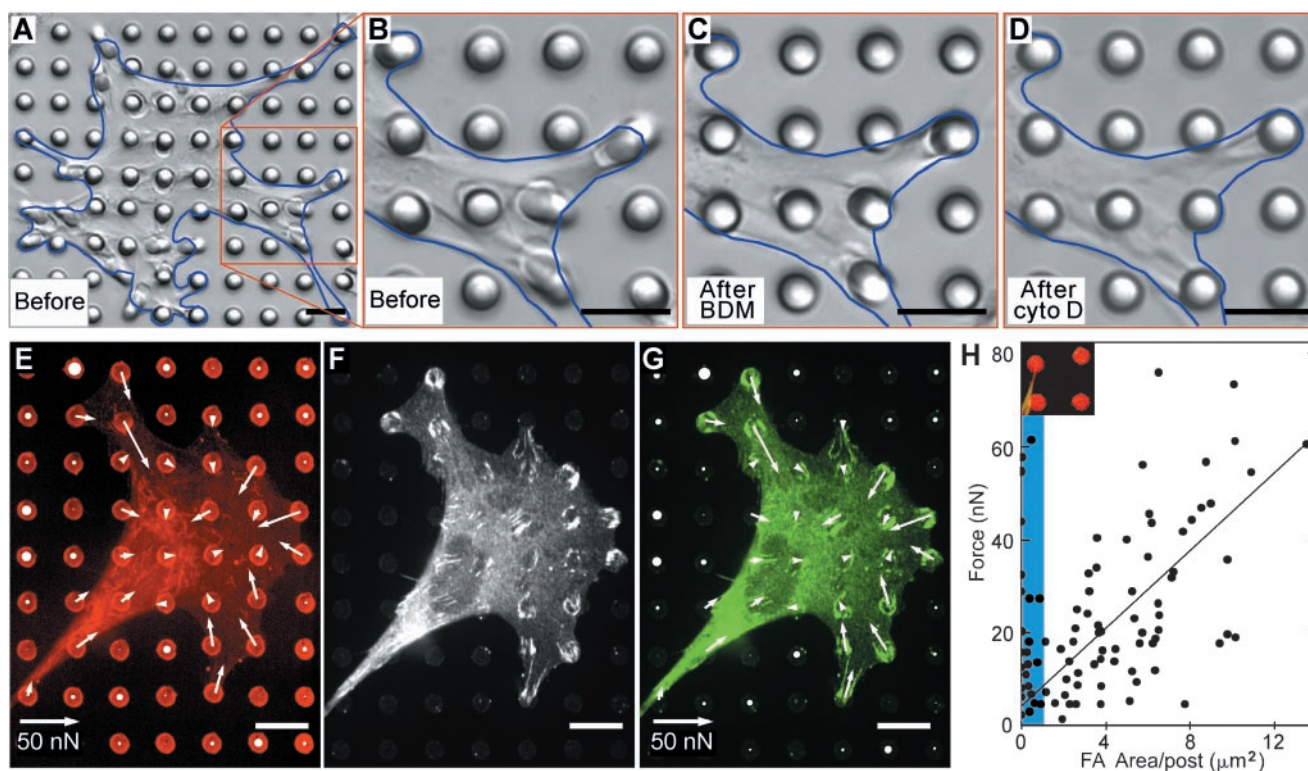 A
Before
B
Before
C
After
BDM
D
After
cyto D
E
50 nN
F
G
50 nN
H
Force (nN)
80
60
40
20
0
0 4 8 12
FA Area/post (μm²)